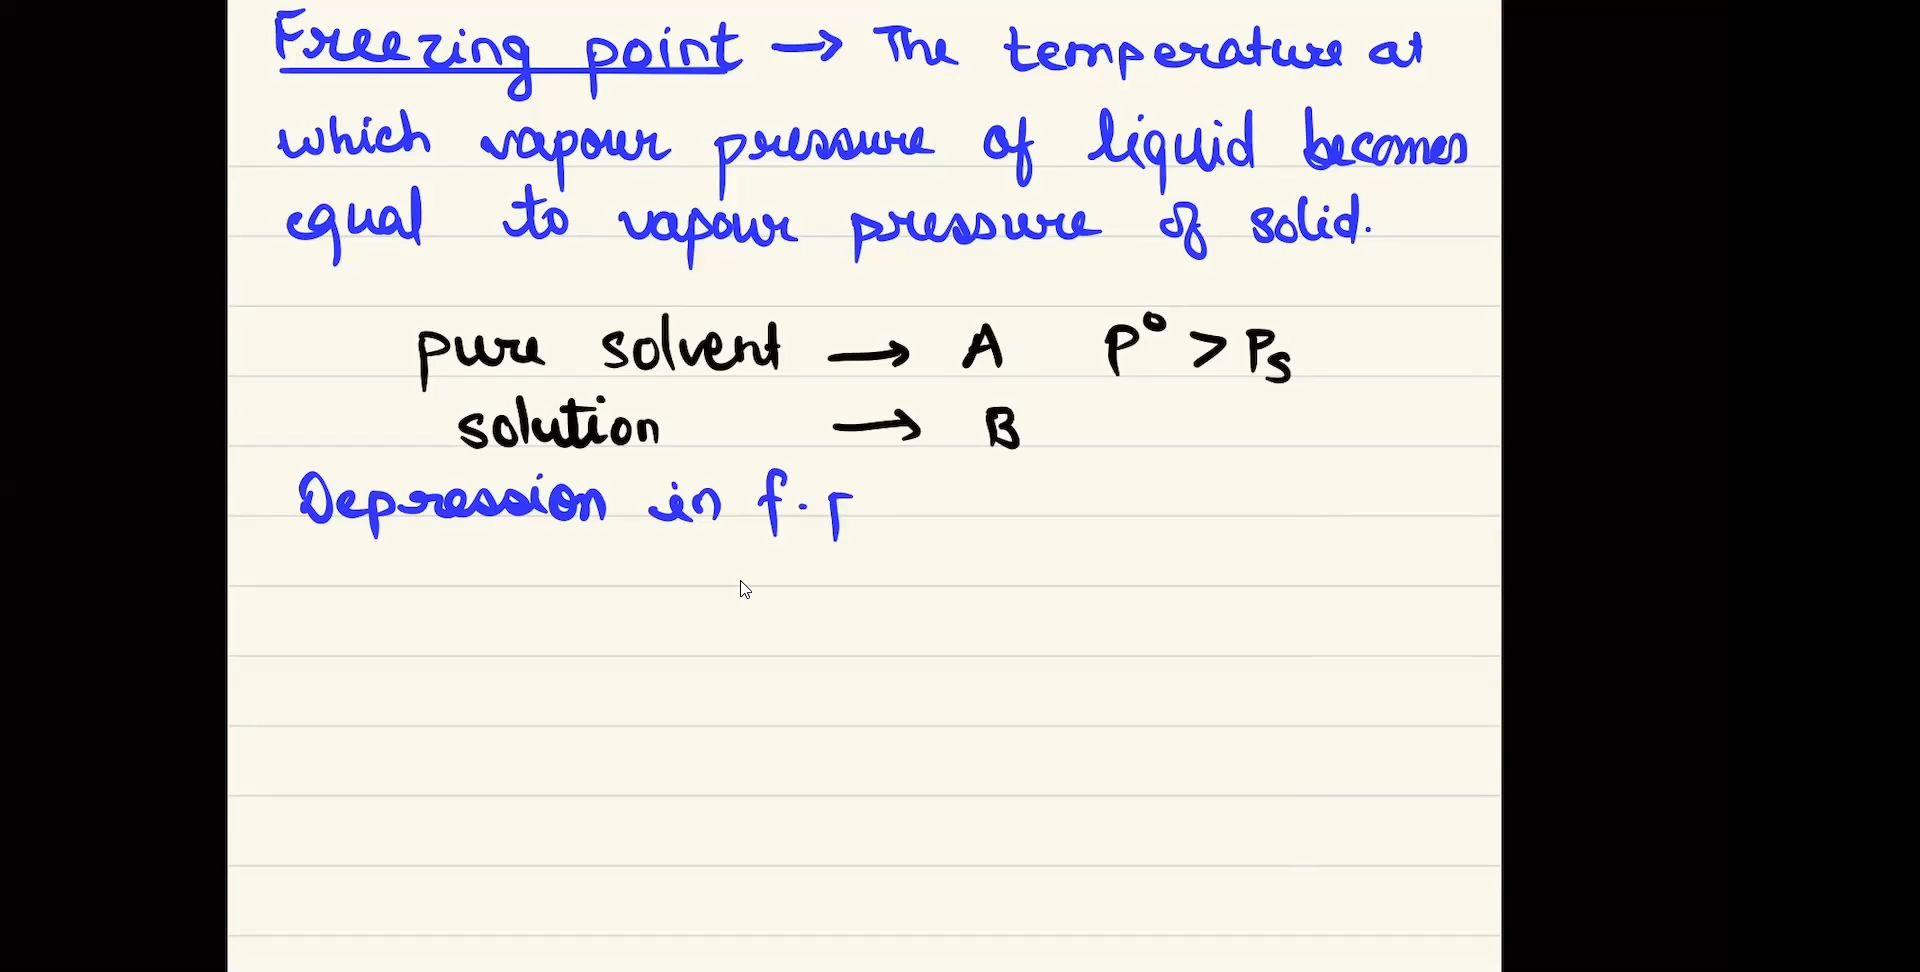 Freezing point → The temperature at
which vapour pressure of liquid becomes
equal to vapour pressure of solid.
pure solvent → A P° > Ps
solution → B
Depression in f.p